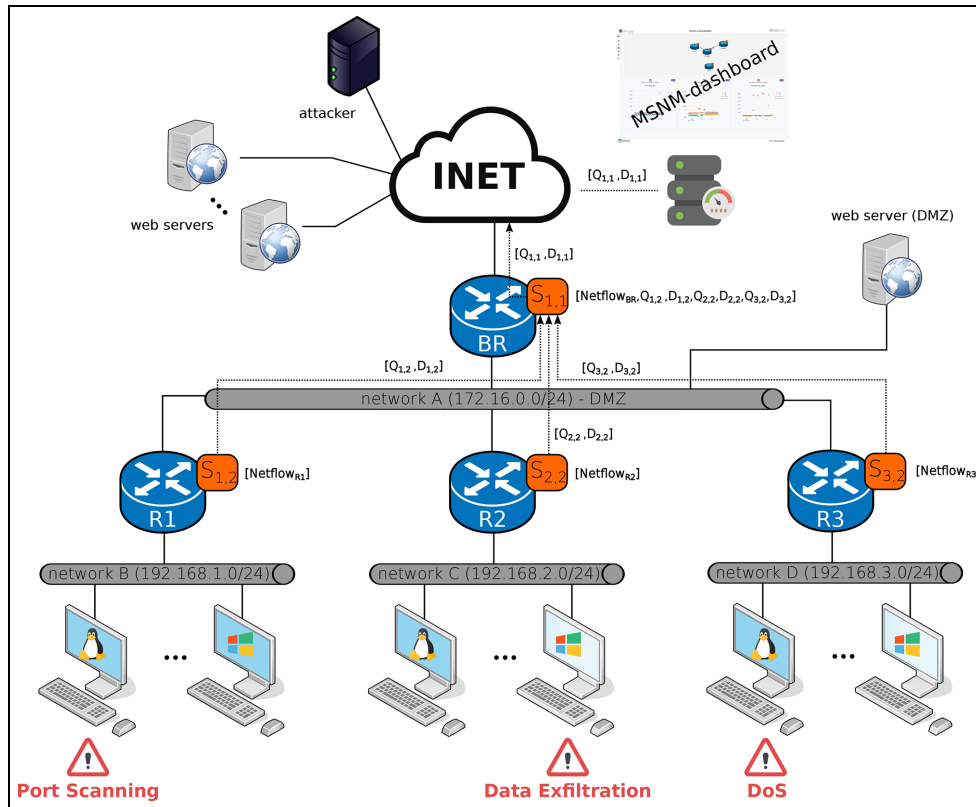 attacker
MSNM-dashboard
INET
[Q1,1 ,D1,1]
web servers
web server (DMZ)
[Q1,1 ,D1,1]
S1,1
[NetflowBR,Q1,2 ,D1,2,Q2,2,D2,2,Q3,2,D3,2]
BR
[Q1,2 ,D1,2]
[Q3,2,D3,2]
network A (172.16.0.0/24) - DMZ
[Q2,2 ,D2,2]
S1,2
[NetflowR1]
S2,2
[NetflowR2]
S3,2
[NetflowR3]
R1
R2
R3
network B (192.168.1.0/24)
network C (192.168.2.0/24)
network D (192.168.3.0/24)
...
...
...
Port Scanning
Data Exfiltration
DoS